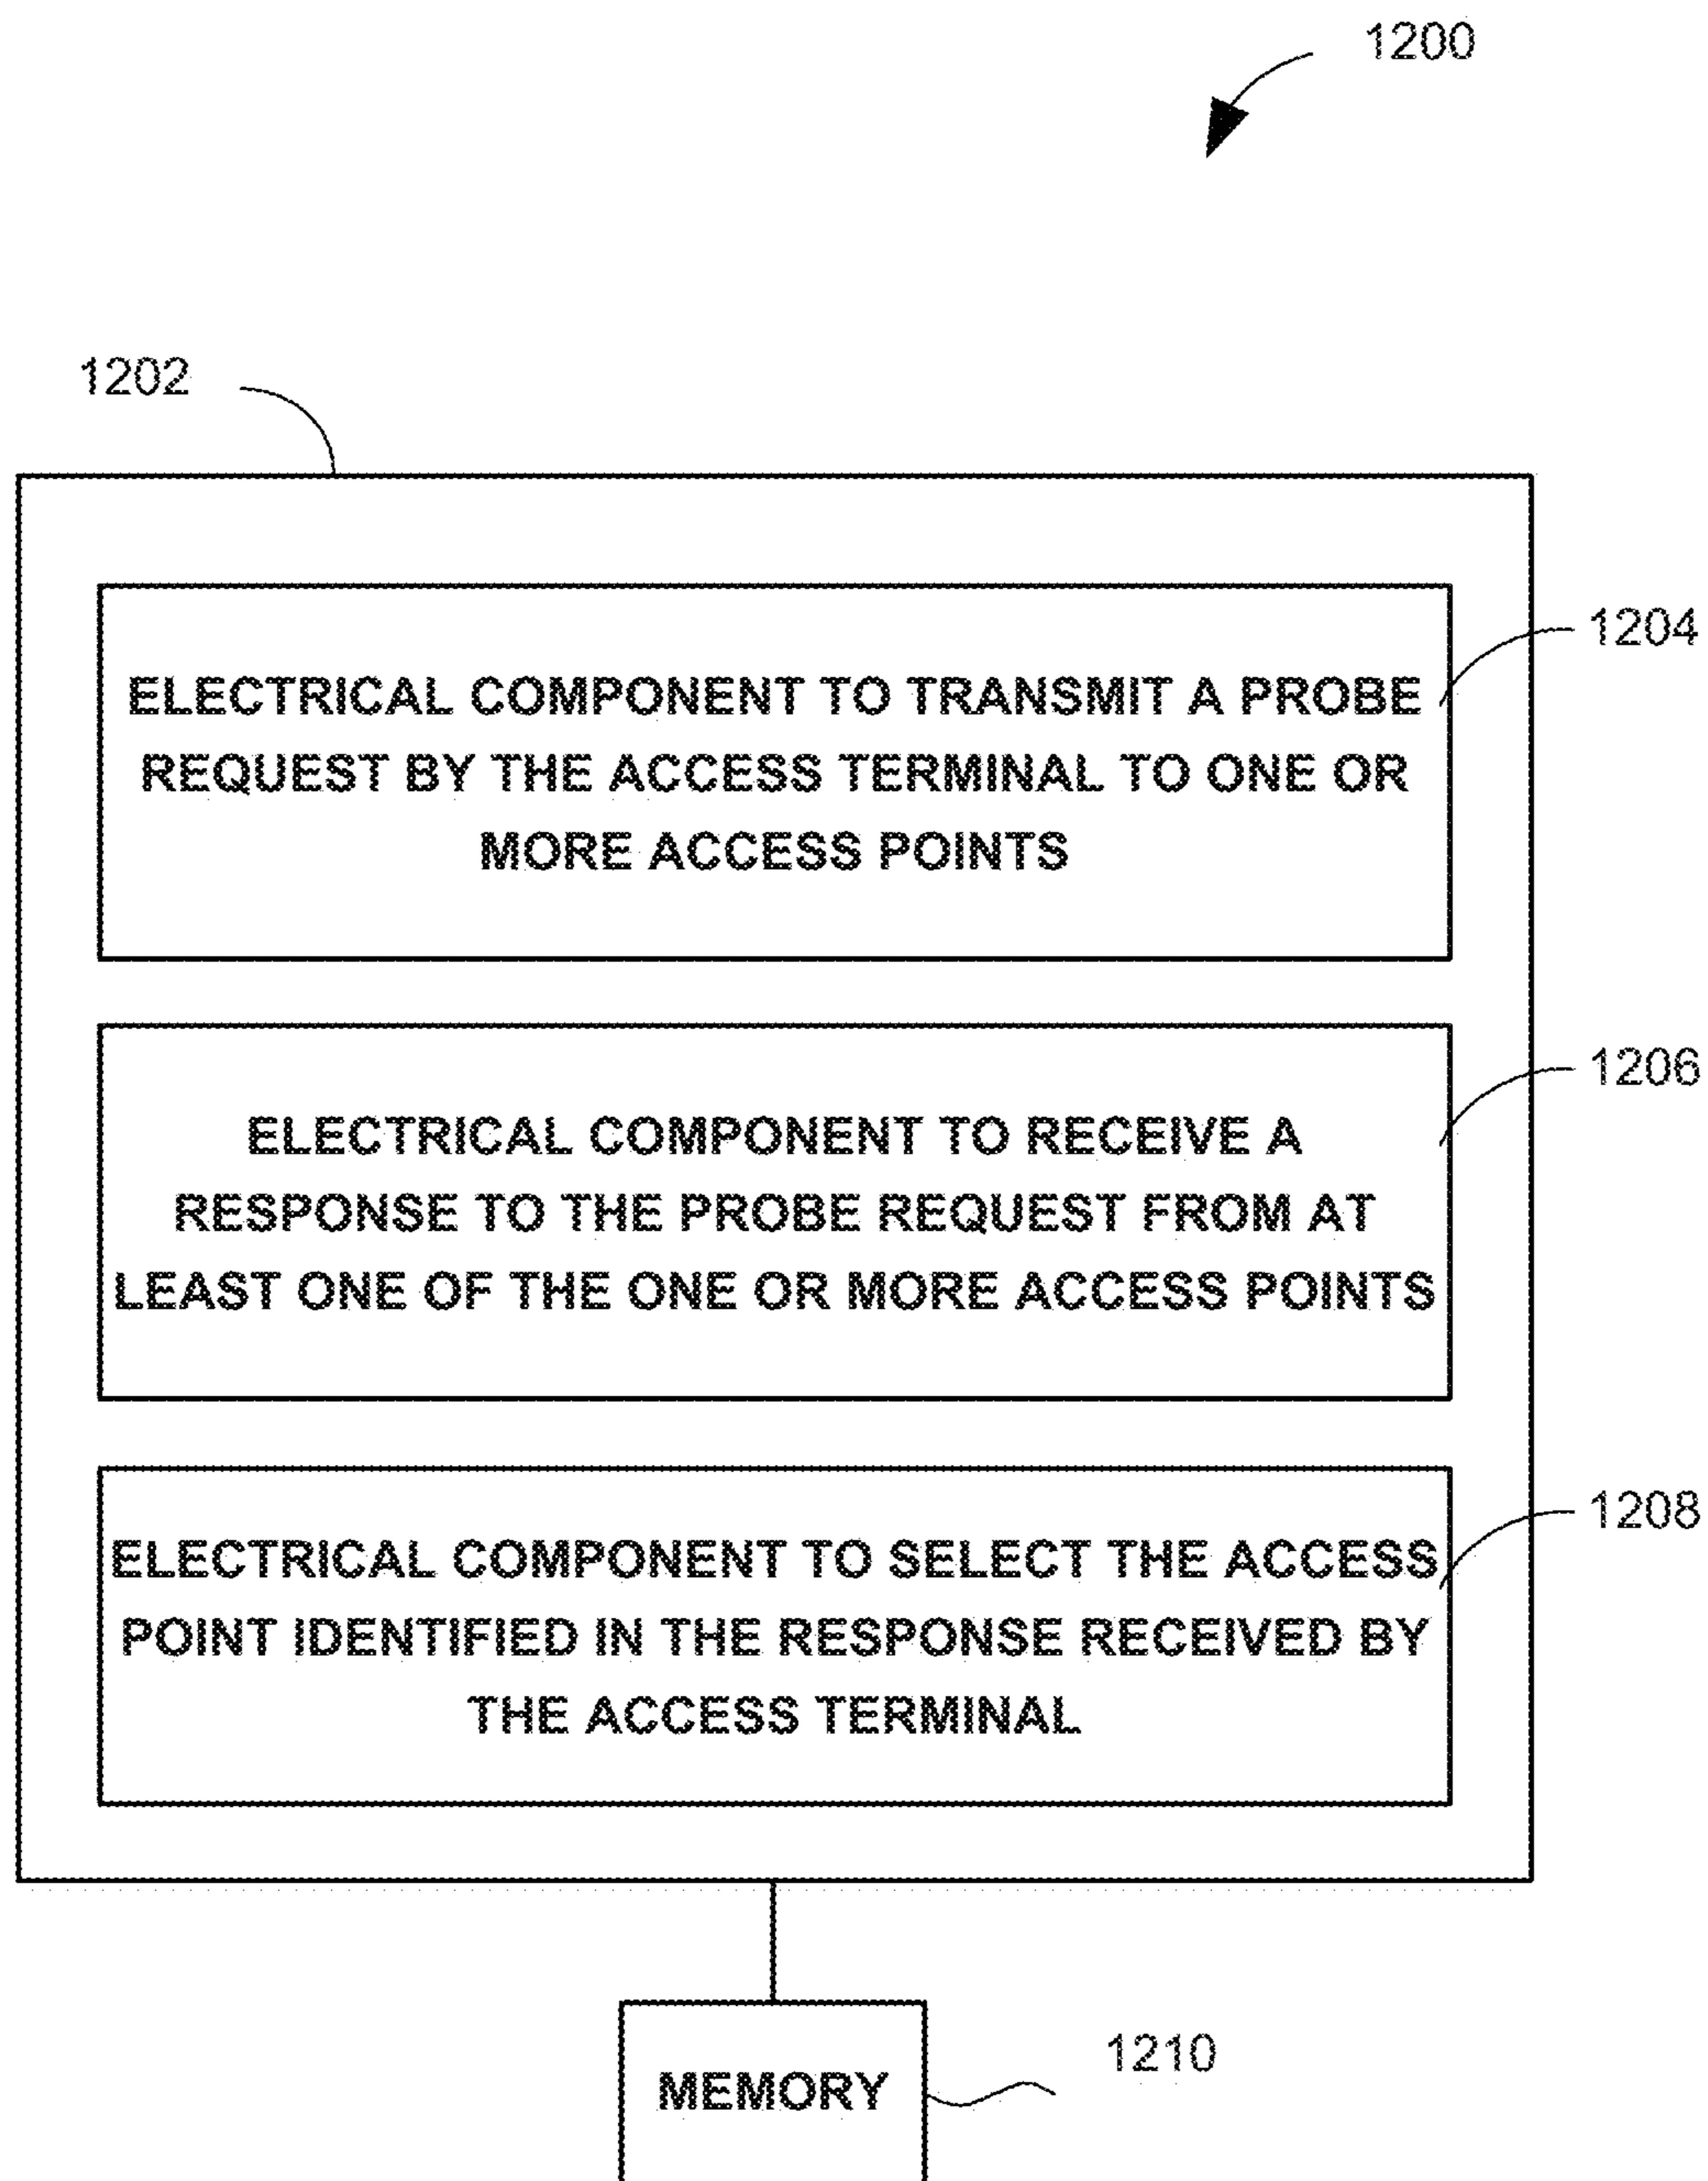 1200
1202
ELECTRICAL COMPONENT TO TRANSMIT A PROBE
REQUEST BY THE ACCESS TERMINAL TO ONE OR
MORE ACCESS POINTS
1204
ELECTRICAL COMPONENT TO RECEIVE A
RESPONSE TO THE PROBE REQUEST FROM AT
LEAST ONE OF THE ONE OR MORE ACCESS POINTS
1206
ELECTRICAL COMPONENT TO SELECT THE ACCESS
POINT IDENTIFIED IN THE RESPONSE RECEIVED BY
THE ACCESS TERMINAL
1208
MEMORY
1210